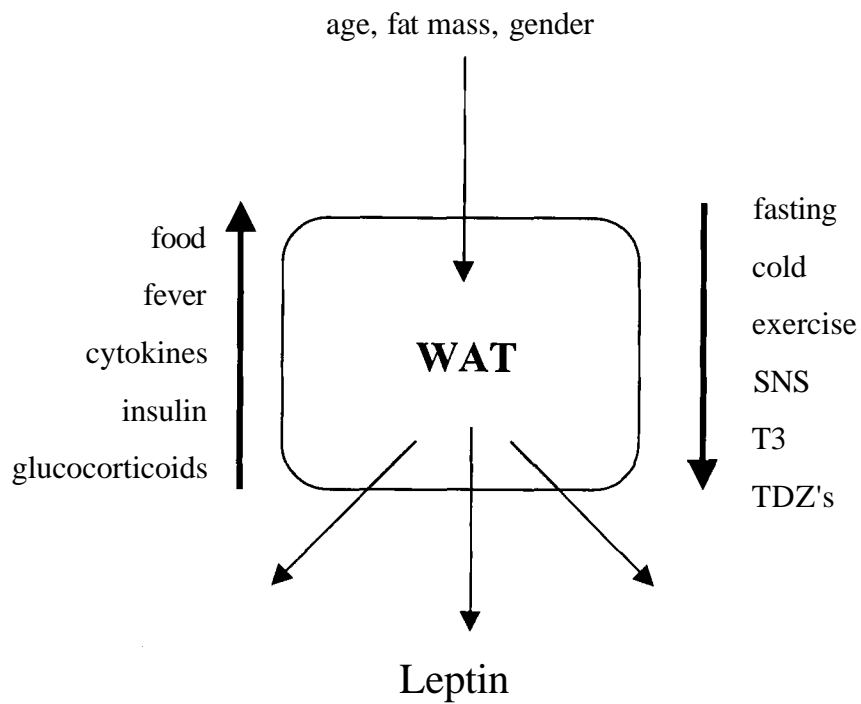 age, fat mass, gender
food
fever
cytokines
insulin
glucocorticoids
WAT
fasting
cold
exercise
SNS
T3
TDZ's
Leptin